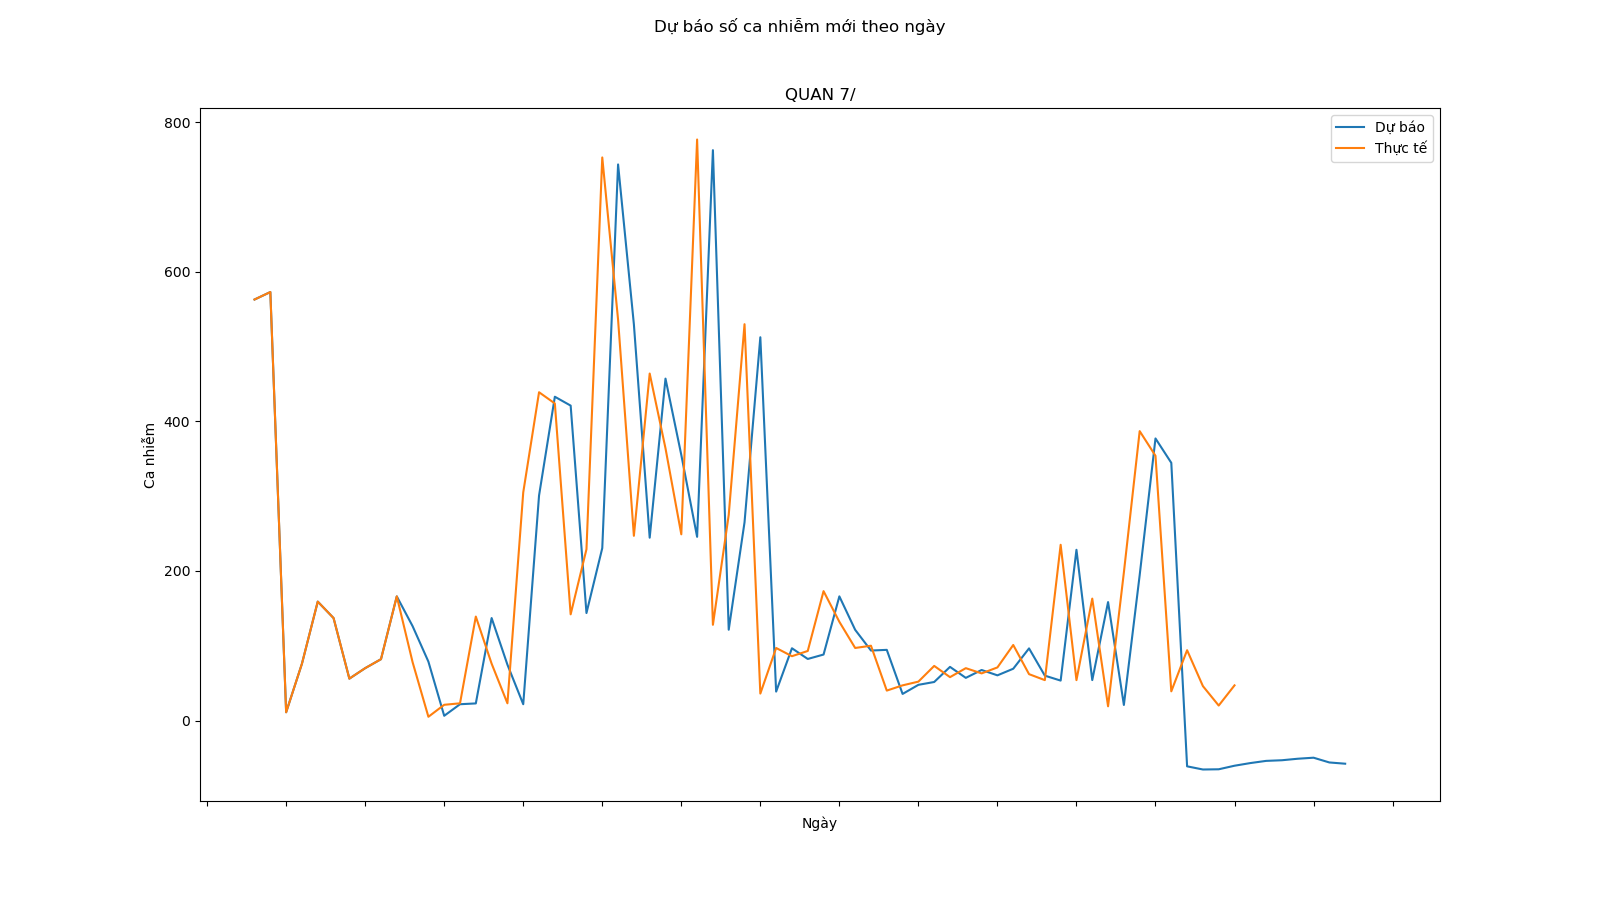 Dự báo số ca nhiễm mới theo ngày
QUAN 7/
800
600
400
200
0
Ca nhiễm
Dự báo
Thực tế
Ngày